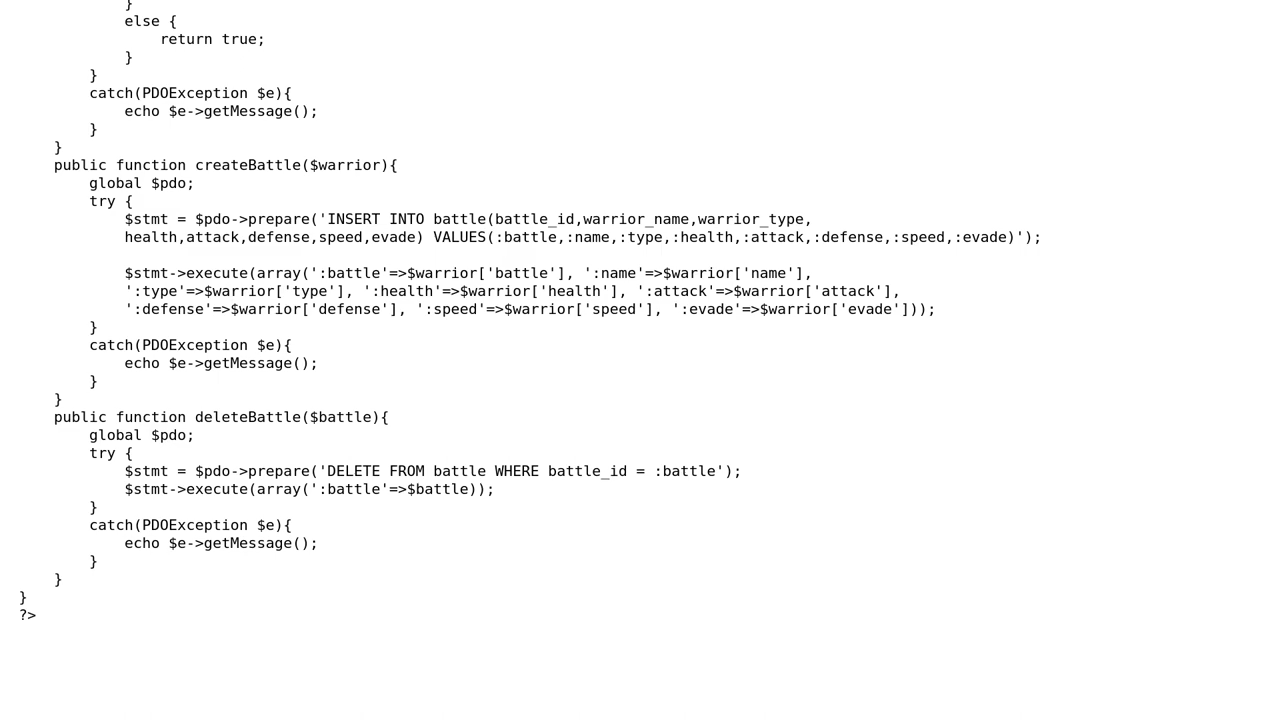 }
            else {
                return true;
            }
        }
        catch(PDOException $e){
            echo $e->getMessage();
        }
    }
    public function createBattle($warrior){
        global $pdo;
        try {
            $stmt = $pdo->prepare('INSERT INTO battle(battle_id,warrior_name,warrior_type,
            health,attack,defense,speed,evade) VALUES(:battle,:name,:type,:health,:attack,:defense,:speed,:evade)');

            $stmt->execute(array(':battle'=>$warrior['battle'], ':name'=>$warrior['name'],
            ':type'=>$warrior['type'], ':health'=>$warrior['health'], ':attack'=>$warrior['attack'],
            ':defense'=>$warrior['defense'], ':speed'=>$warrior['speed'], ':evade'=>$warrior['evade']));
        }
        catch(PDOException $e){
            echo $e->getMessage();
        }
    }
    public function deleteBattle($battle){
        global $pdo;
        try {
            $stmt = $pdo->prepare('DELETE FROM battle WHERE battle_id = :battle');
            $stmt->execute(array(':battle'=>$battle));
        }
        catch(PDOException $e){
            echo $e->getMessage();
        }
    }
}
?>